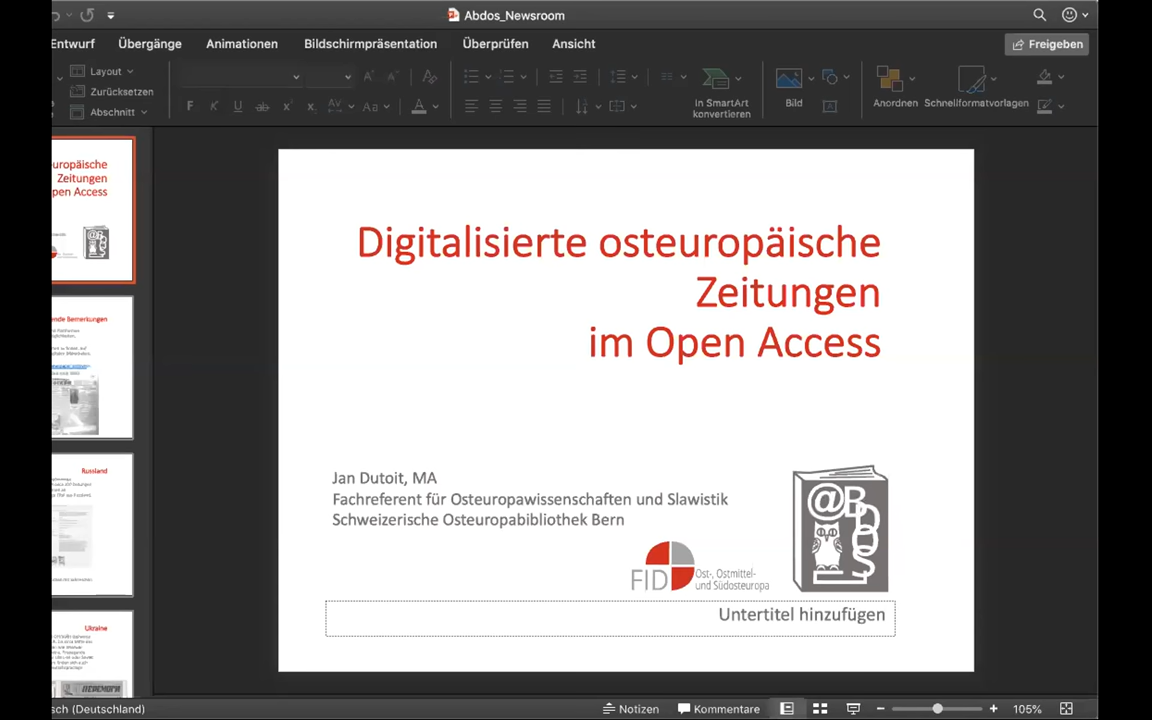 Abdos_Newsroom
Entwurf
Übergänge
Animationen
Bildschirmpräsentation
Überprüfen
Ansicht
Freigeben
Layout
Zurücksetzen
Abschnitt
In SmartArt
konvertieren
Bild
Anordnen
Schnellformatvorlagen
europäische
Zeitungen
Open Access
Russland
Ukraine
Digitalisierte osteuropäische
Zeitungen
im Open Access
Jan Dutoit, MA
Fachreferent für Osteuropawissenschaften und Slawistik
Schweizerische Osteuropabibliothek Bern
@BDOS
FID
Ost-, Ostmittel-
und Südosteuropa
Untertitel hinzufügen
sch (Deutschland)
Notizen
Kommentare
105%